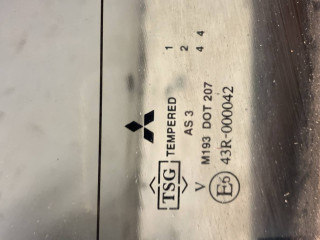 TSG TEMPERED 1
AS 3 2
V 4 4
M193 DOT 207
E6 43R-000042